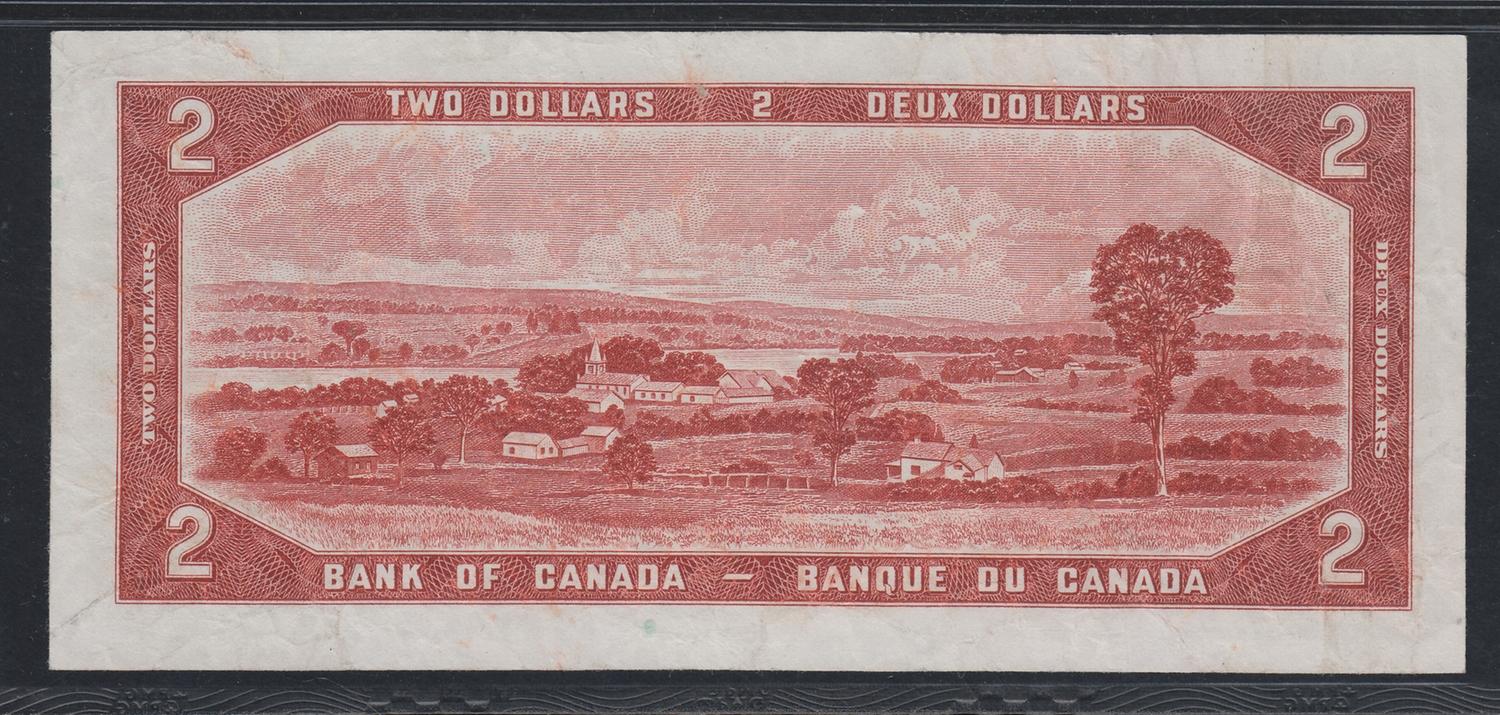 TWO DOLLARS 2 DEUX DOLLARS
2
2
TWO DOLLARS
DEUX DOLLARS
2
2
BANK OF CANADA – BANQUE DU CANADA